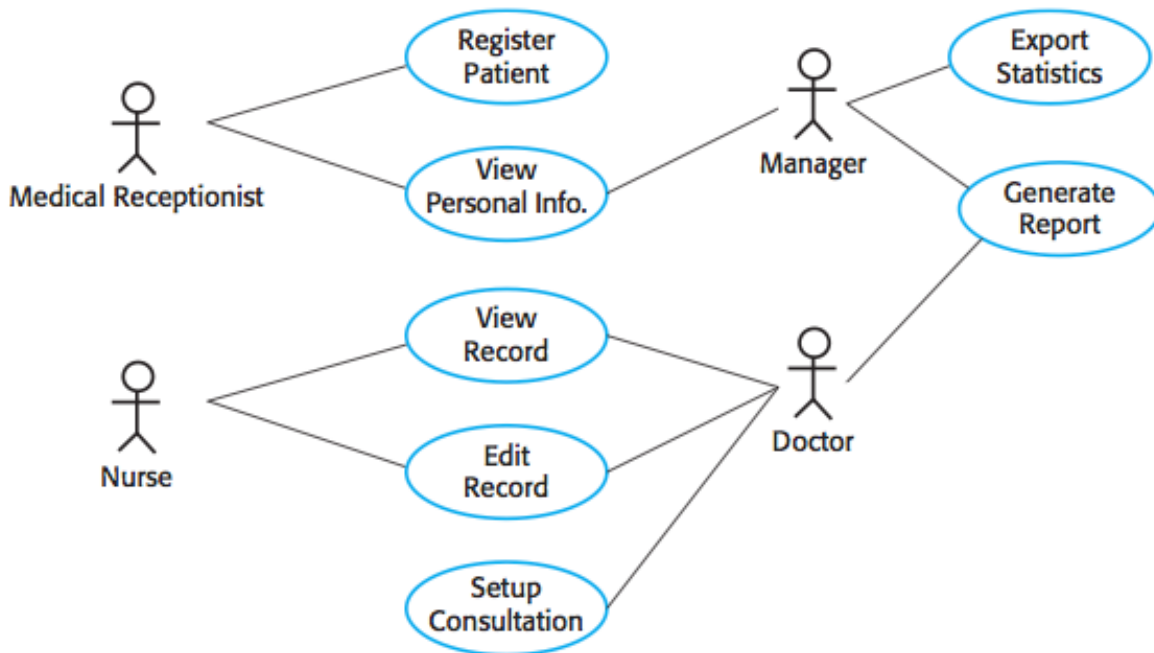 Register
Patient
Export
Statistics
Medical Receptionist
View
Personal Info.
Manager
Generate
Report
View
Record
Nurse
Edit
Record
Doctor
Setup
Consultation